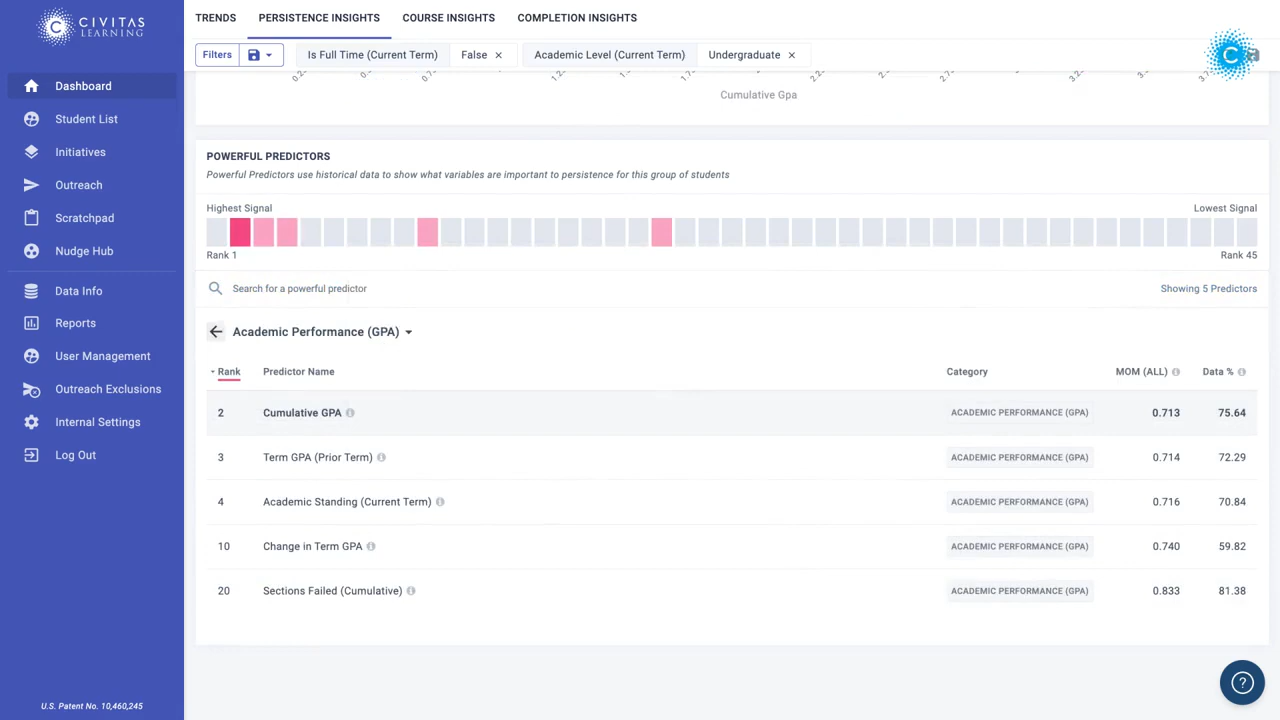 CIVITAS
LEARNING
Dashboard
Student List
Initiatives
Outreach
Scratchpad
Nudge Hub
Data Info
Reports
User Management
Outreach Exclusions
Internal Settings
Log Out
U.S. Patent No. 10,460,245
TRENDS PERSISTENCE INSIGHTS COURSE INSIGHTS COMPLETION INSIGHTS
Filters Is Full Time (Current Term) False × Academic Level (Current Term) Undergraduate ×
Cumulative Gpa
POWERFUL PREDICTORS
Powerful Predictors use historical data to show what variables are important to persistence for this group of students
Highest Signal Lowest Signal
Rank 1 Rank 45
Search for a powerful predictor Showing 5 Predictors
Academic Performance (GPA)
Rank Predictor Name Category MOM (ALL) Data %
2 Cumulative GPA ACADEMIC PERFORMANCE (GPA) 0.713 75.64
3 Term GPA (Prior Term) ACADEMIC PERFORMANCE (GPA) 0.714 72.29
4 Academic Standing (Current Term) ACADEMIC PERFORMANCE (GPA) 0.716 70.84
10 Change in Term GPA ACADEMIC PERFORMANCE (GPA) 0.740 59.82
20 Sections Failed (Cumulative) ACADEMIC PERFORMANCE (GPA) 0.833 81.38